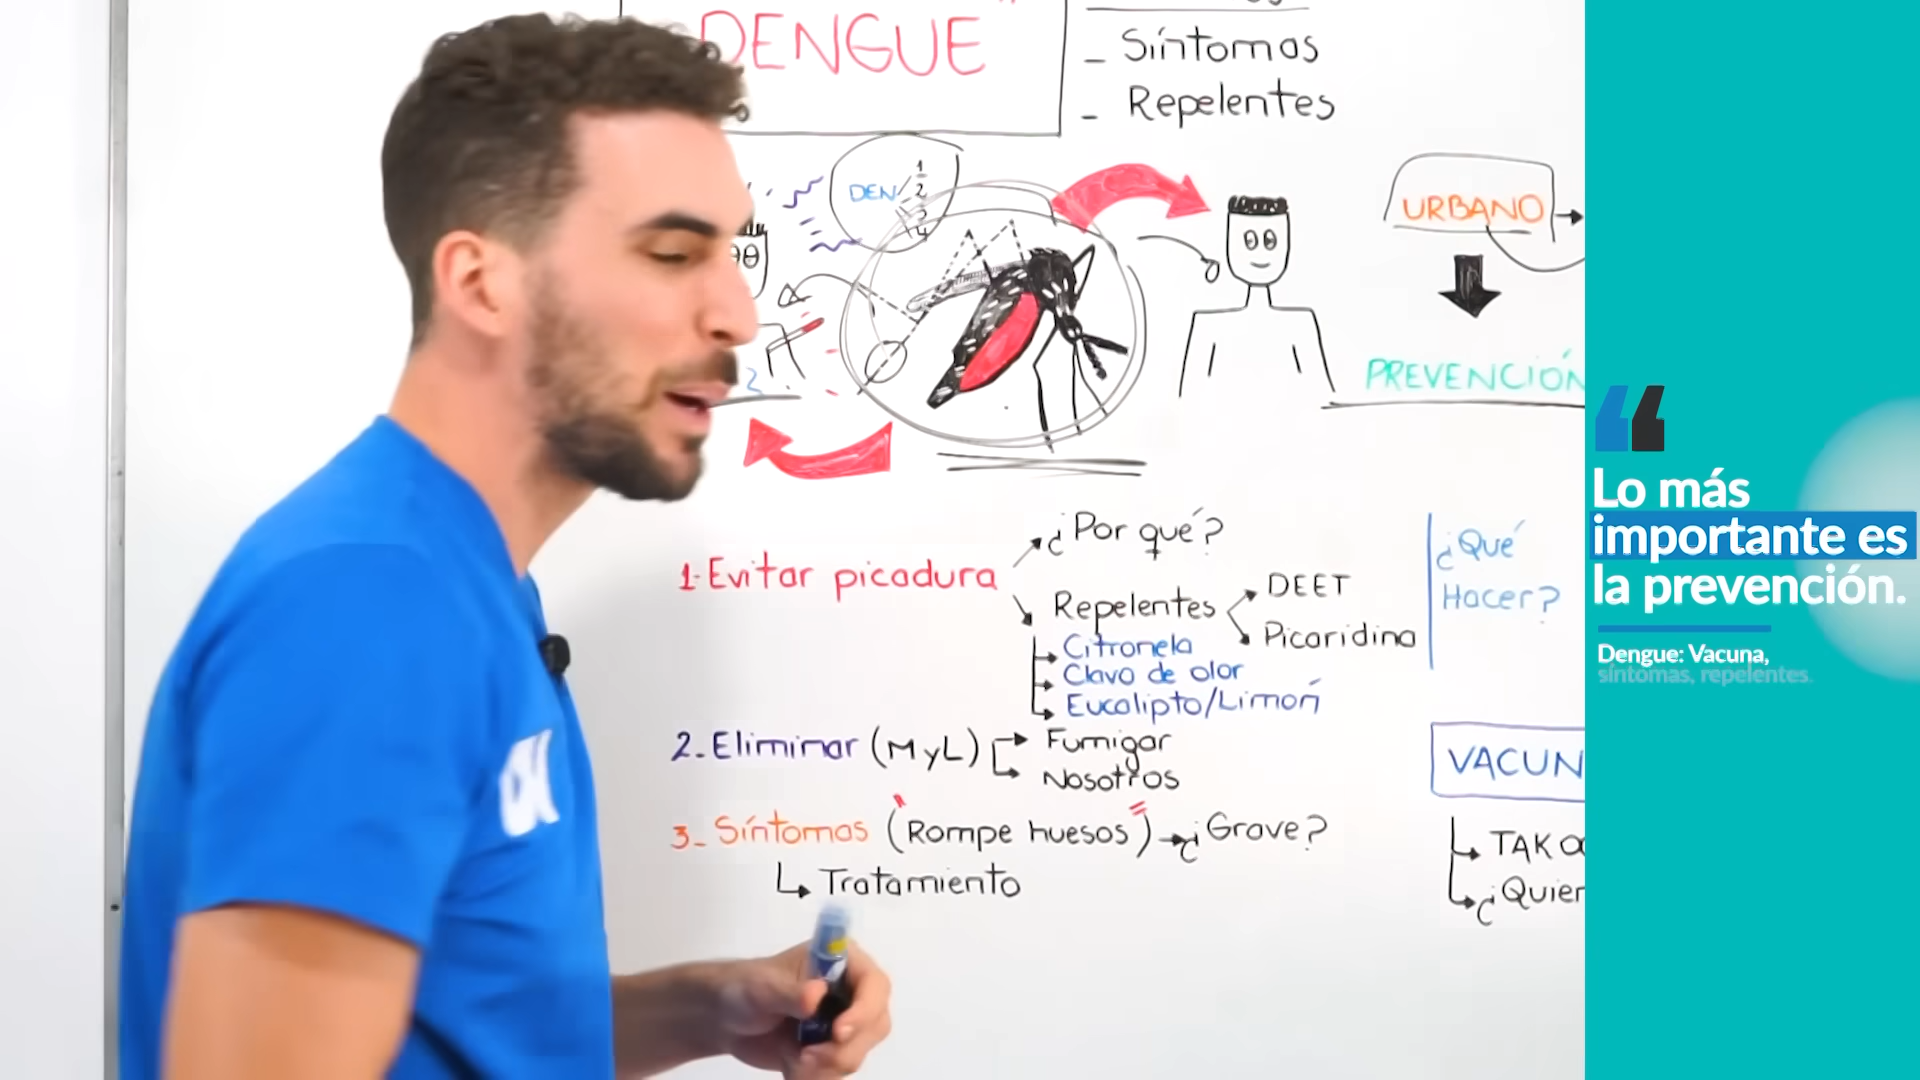 "DENGUE"
- Síntomas
- Repelentes
DEN
1
2
3
4
URBANO
PREVENCIÓN
1- Evitar picadura
¿Por qué?
Repelentes
DEET
Picaridina
Citronela
Clavo de olor
Eucalipto/Limón
¿Qué
Hacer?
2. Eliminar (MyL)
Fumigar
Nosotros
3_ Síntomas ("Rompe huesos") → ¿Grave?
Tratamiento
VACUN
TAK
¿Quier
“
Lo más
importante es
la prevención.
Dengue: Vacuna,
síntomas, repelentes.